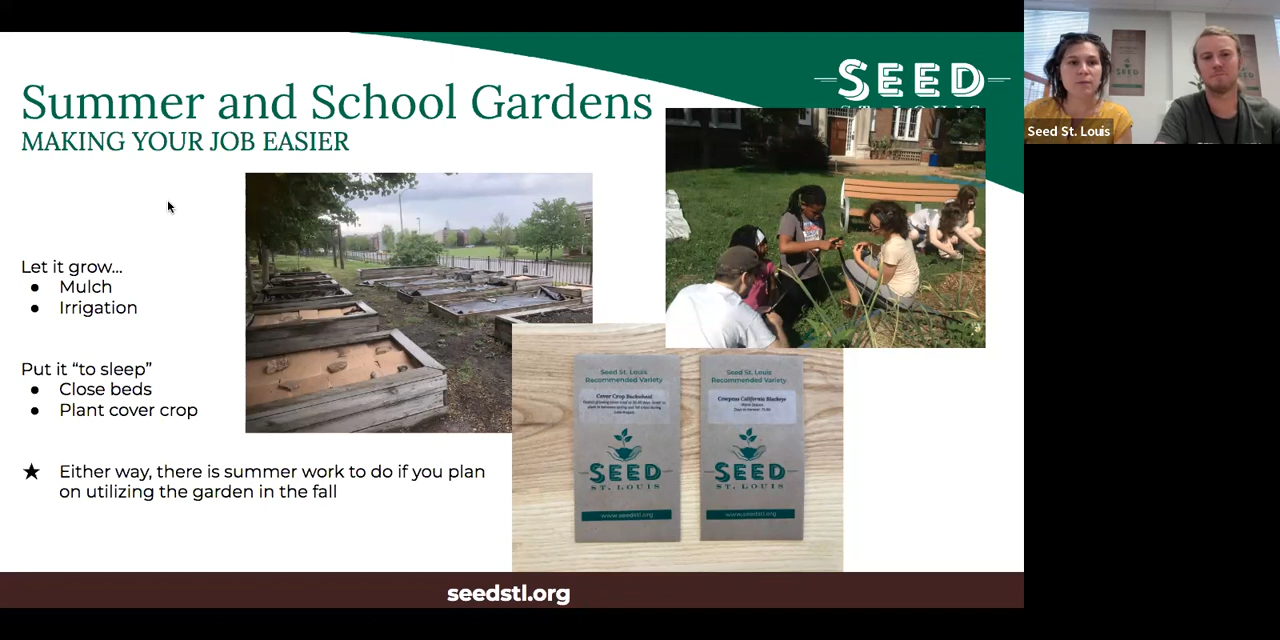 Summer and School Gardens
MAKING YOUR JOB EASIER
SEED
ST. LOUIS
Let it grow...
● Mulch
● Irrigation
Put it “to sleep”
● Close beds
● Plant cover crop
★ Either way, there is summer work to do if you plan
on utilizing the garden in the fall
Seed St. Louis
Recommended Variety
Cover Crop Buckwheat
SEED
ST. LOUIS
www.seedstl.org
Seed St. Louis
Recommended Variety
Cowpeas California Blackeye
SEED
ST. LOUIS
www.seedstl.org
seedstl.org
SEED
Seed St. Louis